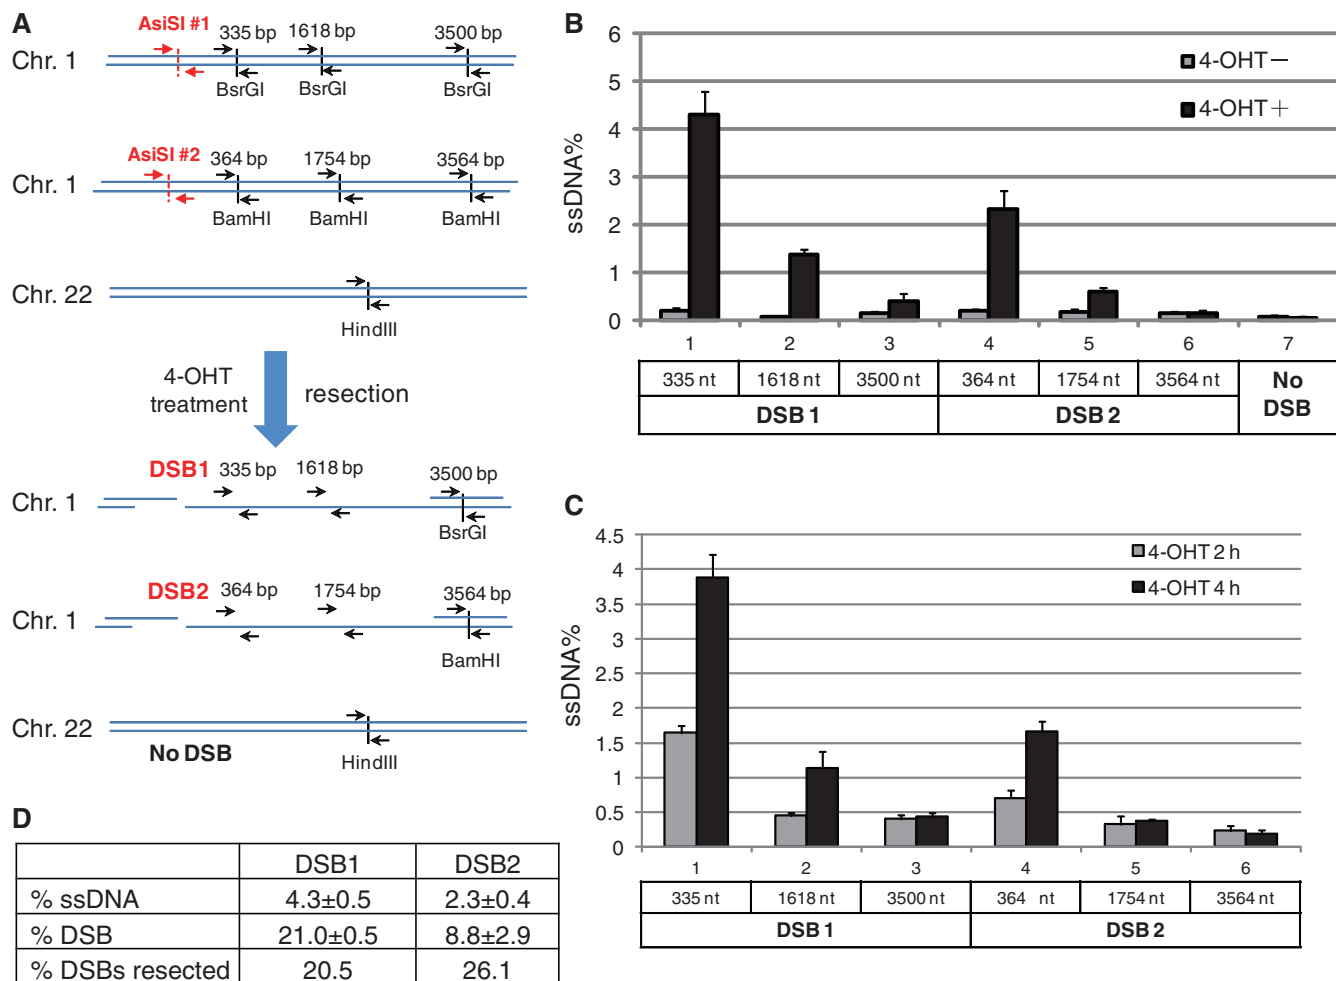 A
AsiSI #1
335 bp
1618 bp
3500 bp
Chr. 1
BsrGI
BsrGI
BsrGI
AsiSI #2
364 bp
1754 bp
3564 bp
Chr. 1
BamHI
BamHI
BamHI
Chr. 22
HindIII
4-OHT
treatment
resection
DSB1
335 bp
1618 bp
3500 bp
Chr. 1
BsrGI
DSB2
364 bp
1754 bp
3564 bp
Chr. 1
BamHI
Chr. 22
No DSB
HindIII
B
6
5
4
3
2
1
0
ssDNA%
4-OHT −
4-OHT +
1 2 3 4 5 6 7
335 nt 1618 nt 3500 nt 364 nt 1754 nt 3564 nt No DSB
DSB 1 DSB 2
C
4.5
4
3.5
3
2.5
2
1.5
1
0.5
0
ssDNA%
4-OHT 2 h
4-OHT 4 h
1 2 3 4 5 6
335 nt 1618 nt 3500 nt 364 nt 1754 nt 3564 nt
DSB 1 DSB 2
D
DSB1 DSB2
% ssDNA 4.3±0.5 2.3±0.4
% DSB 21.0±0.5 8.8±2.9
% DSBs resected 20.5 26.1